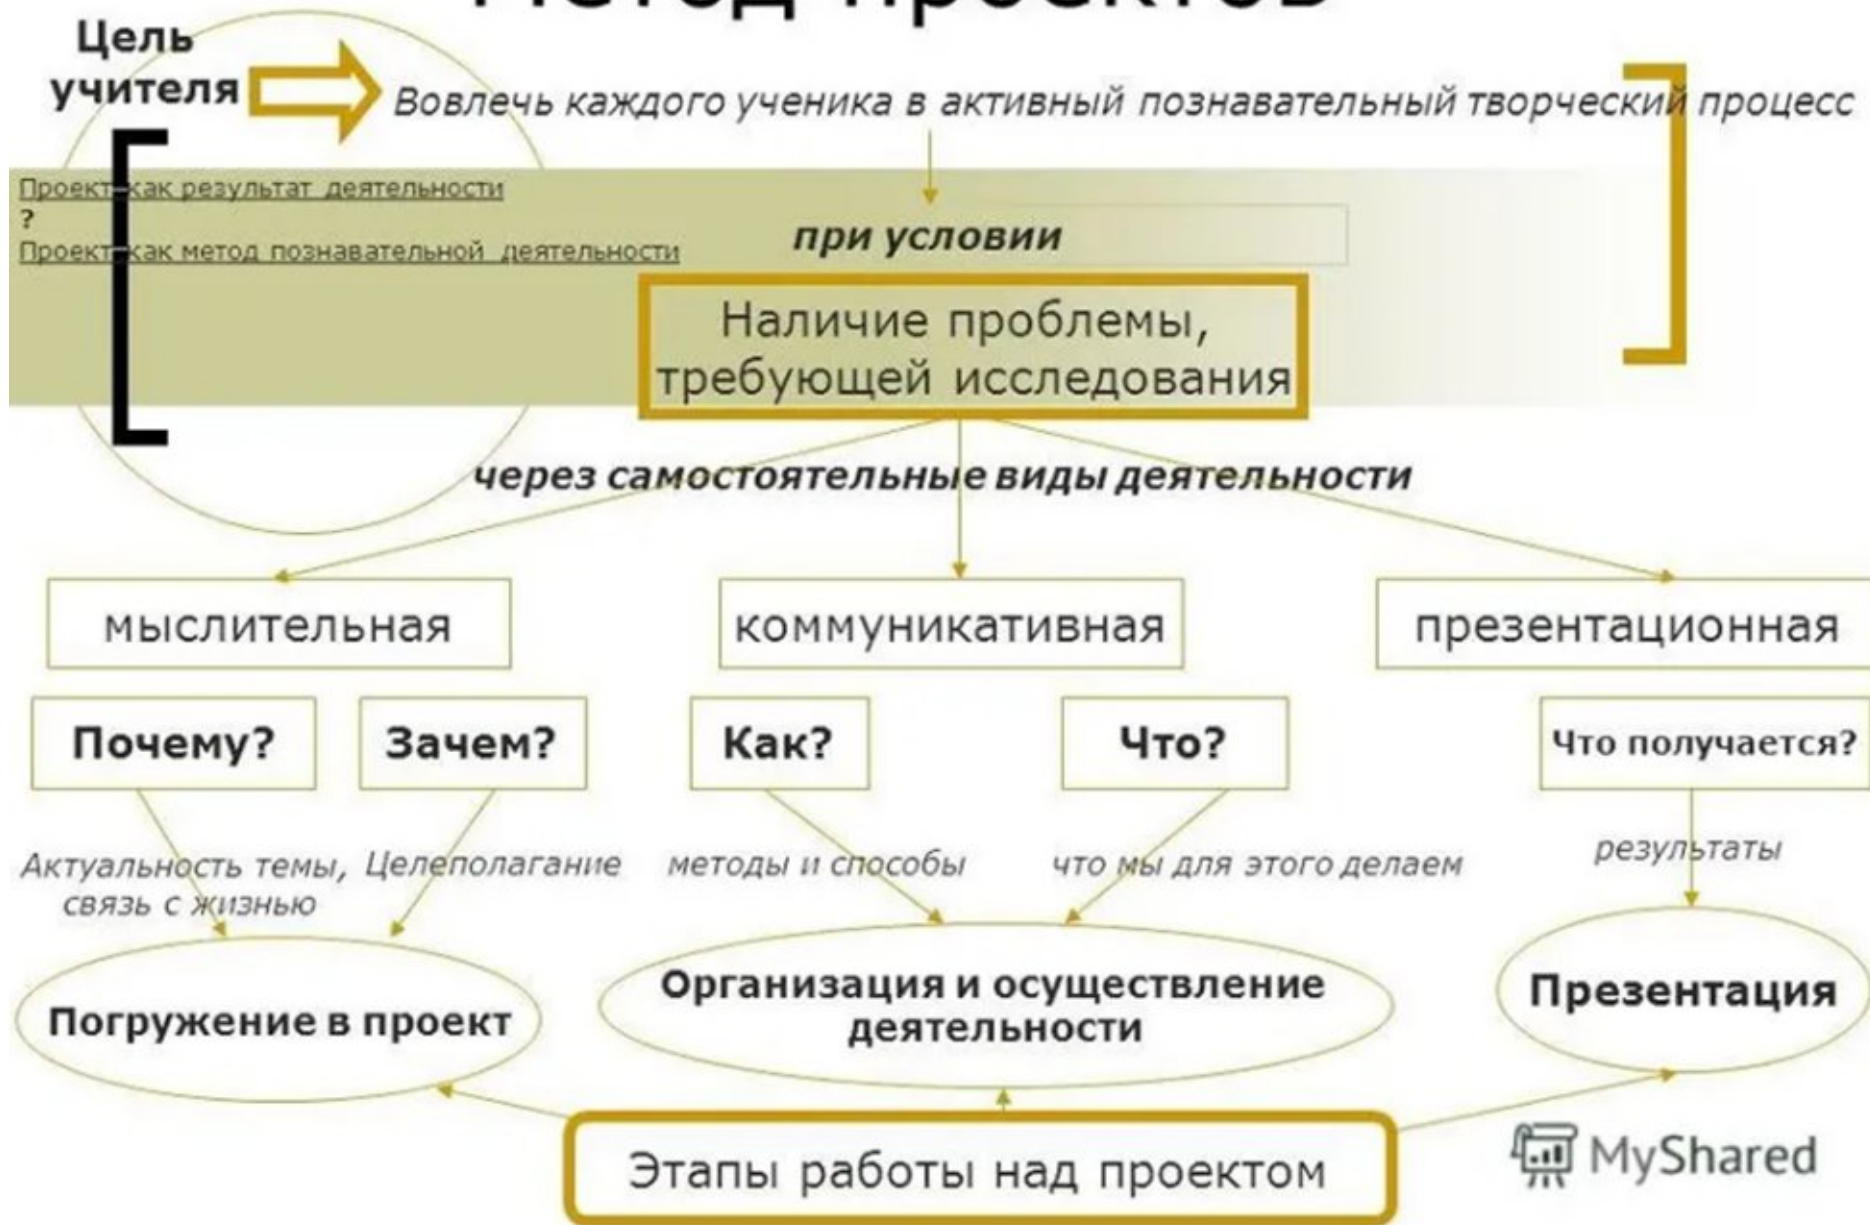 Метод проектов
Цель
учителя
Вовлечь каждого ученика в активный познавательный творческий процесс
Проект как результат деятельности
?
Проект как метод познавательной деятельности
при условии
Наличие проблемы,
требующей исследования
через самостоятельные виды деятельности
мыслительная
коммуникативная
презентационная
Почему?
Зачем?
Как?
Что?
Что получается?
Актуальность темы,
связь с жизнью
Целеполагание
методы и способы
что мы для этого делаем
результаты
Погружение в проект
Организация и осуществление
деятельности
Презентация
Этапы работы над проектом
MyShared